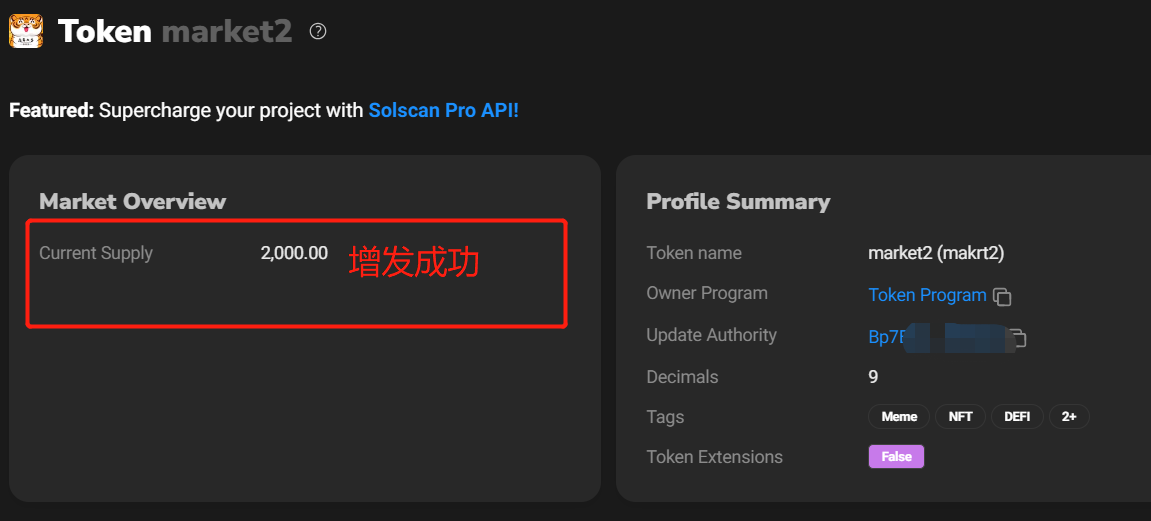 Token market2
Featured: Supercharge your project with Solscan Pro API!
Market Overview
Current Supply 2,000.00 增发成功
Profile Summary
Token name market2 (makrt2)
Owner Program Token Program
Update Authority Bp7
Decimals 9
Tags Meme NFT DEFI 2+
Token Extensions False